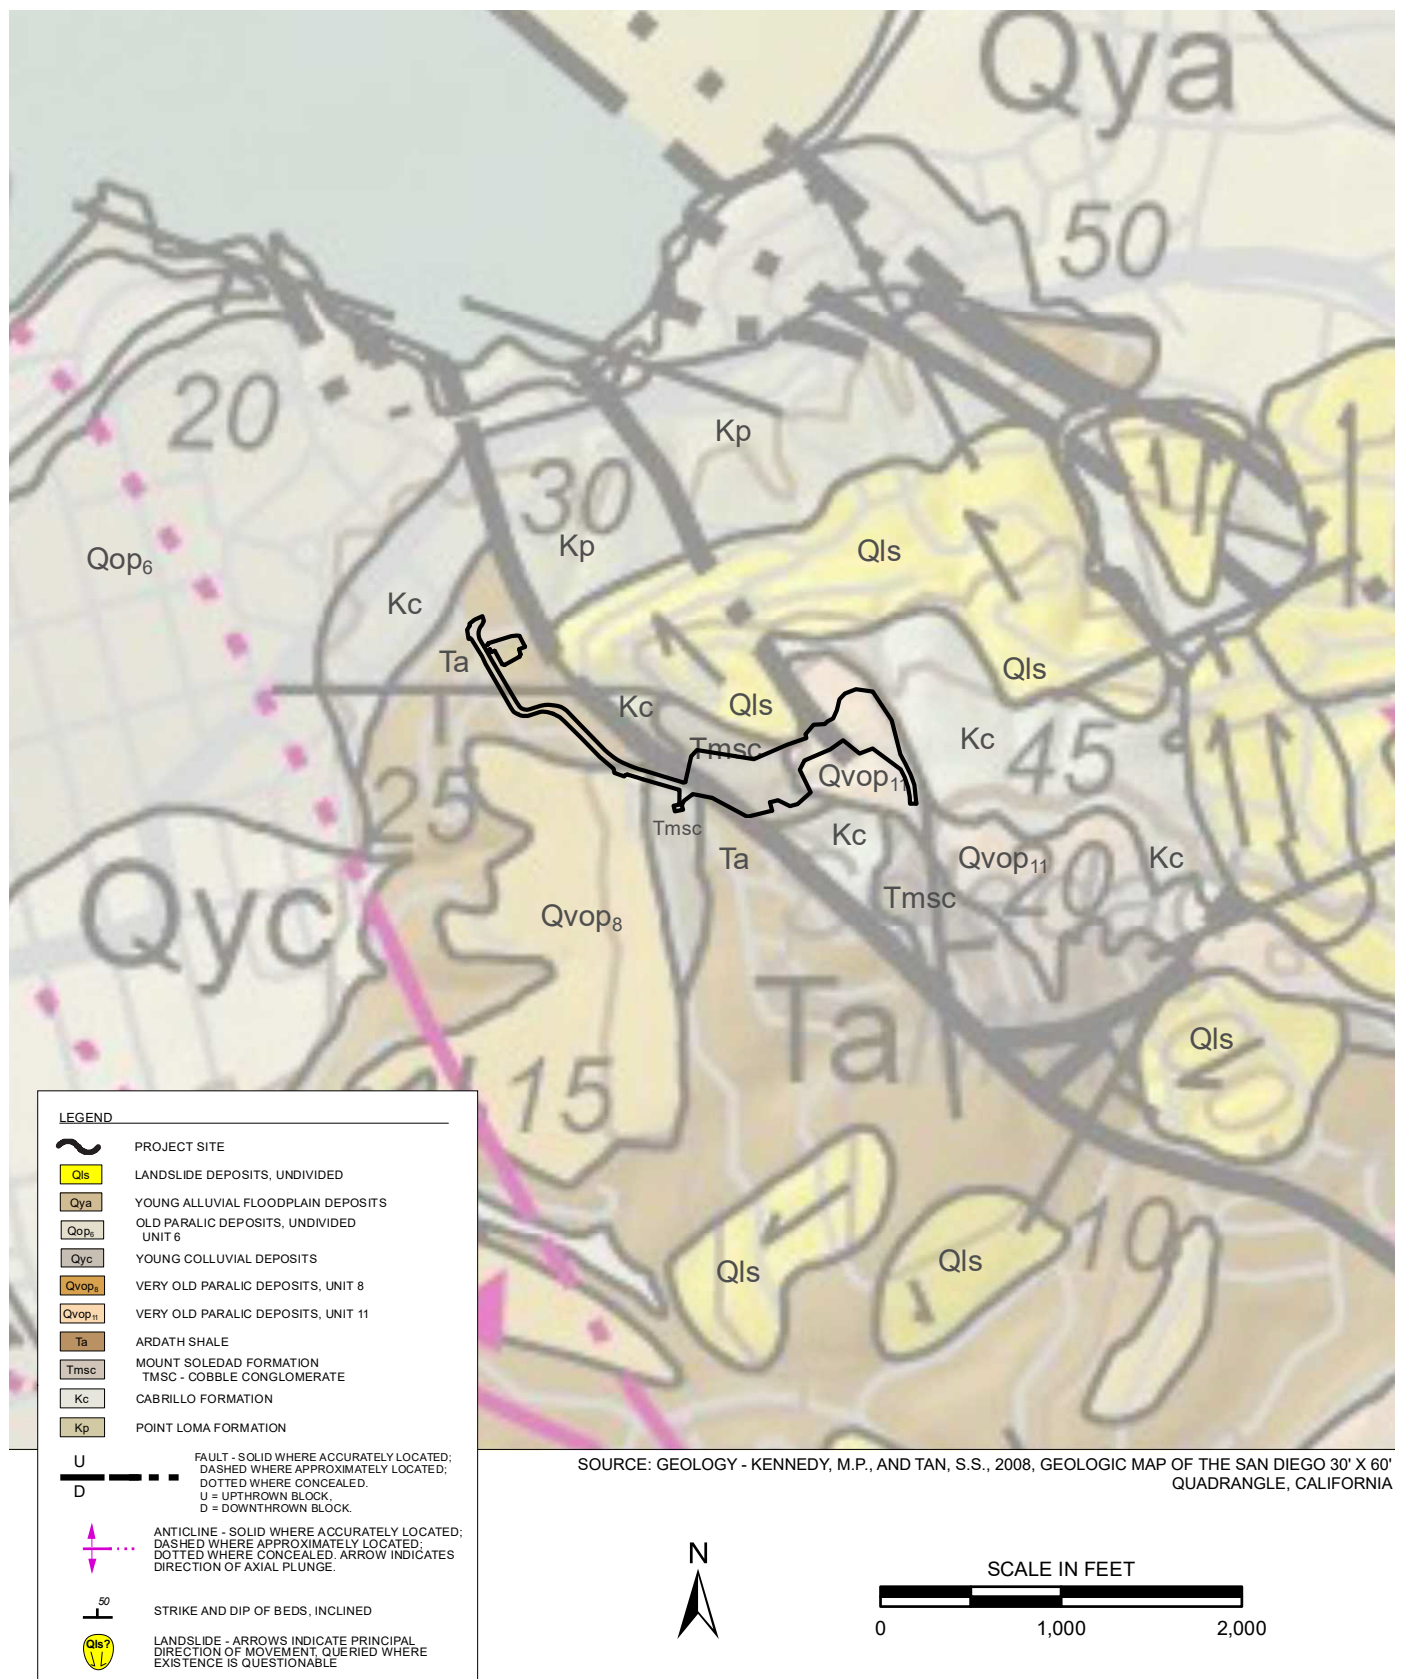 Qya
50
20
Kp
30
Kp
Qls
Qop6
Kc
Ta
Qls
Kc
Qls
Kc
45
Tmsc
Qvop11
25
Tmsc
Kc
Ta
Qvop11
Kc
20
Tmsc
Qyc
Qvop8
Ta
Qls
15
10
Qls
Qls
LEGEND
PROJECT SITE
Qls LANDSLIDE DEPOSITS, UNDIVIDED
Qya YOUNG ALLUVIAL FLOODPLAIN DEPOSITS
Qop6 OLD PARALIC DEPOSITS, UNDIVIDED
UNIT 6
Qyc YOUNG COLLUVIAL DEPOSITS
Qvop8 VERY OLD PARALIC DEPOSITS, UNIT 8
Qvop11 VERY OLD PARALIC DEPOSITS, UNIT 11
Ta ARDATH SHALE
Tmsc MOUNT SOLEDAD FORMATION
TMSC - COBBLE CONGLOMERATE
Kc CABRILLO FORMATION
Kp POINT LOMA FORMATION
U
D
FAULT - SOLID WHERE ACCURATELY LOCATED;
DASHED WHERE APPROXIMATELY LOCATED;
DOTTED WHERE CONCEALED.
U = UPTHROWN BLOCK,
D = DOWNTHROWN BLOCK.
ANTICLINE - SOLID WHERE ACCURATELY LOCATED;
DASHED WHERE APPROXIMATELY LOCATED;
DOTTED WHERE CONCEALED. ARROW INDICATES
DIRECTION OF AXIAL PLUNGE.
50
STRIKE AND DIP OF BEDS, INCLINED
Qls?
LANDSLIDE - ARROWS INDICATE PRINCIPAL
DIRECTION OF MOVEMENT, QUERIED WHERE
EXISTENCE IS QUESTIONABLE
SOURCE: GEOLOGY - KENNEDY, M.P., AND TAN, S.S., 2008, GEOLOGIC MAP OF THE SAN DIEGO 30' X 60'
QUADRANGLE, CALIFORNIA
N
SCALE IN FEET
0 1,000 2,000